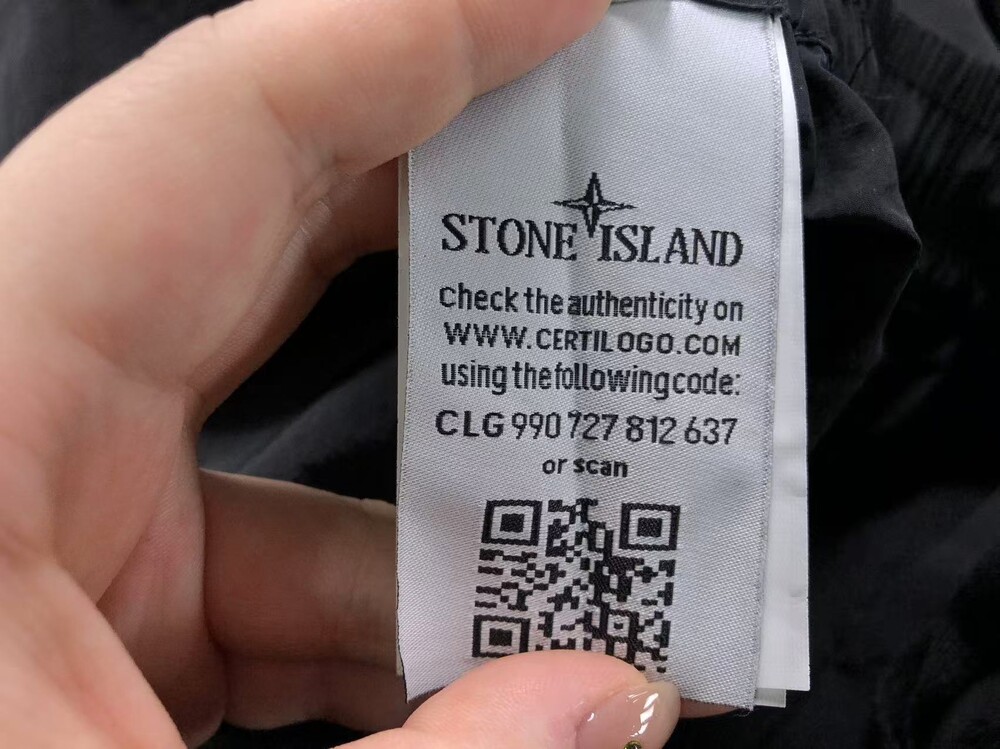 STONE ISLAND
Check the authenticity on
WWW.CERTILOGO.COM
using the following code:
CLG 990 727 812 637
or scan